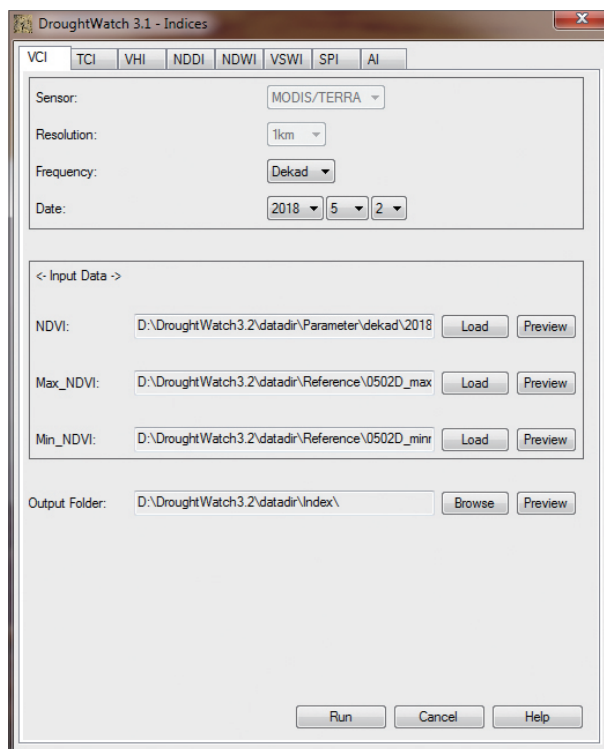 DroughtWatch 3.1 - Indices
VCI TCI VHI NDDI NDWI VSWI SPI AI
Sensor: MODIS/TERRA
Resolution: 1km
Frequency: Dekad
Date: 2018 5 2
<- Input Data ->
NDVI: D:\DroughtWatch3.2\datadir\Parameter\dekad\2018 Load Preview
Max_NDVI: D:\DroughtWatch3.2\datadir\Reference\0502D_max Load Preview
Min_NDVI: D:\DroughtWatch3.2\datadir\Reference\0502D_minr Load Preview
Output Folder: D:\DroughtWatch3.2\datadir\Index\ Browse Preview
Run Cancel Help